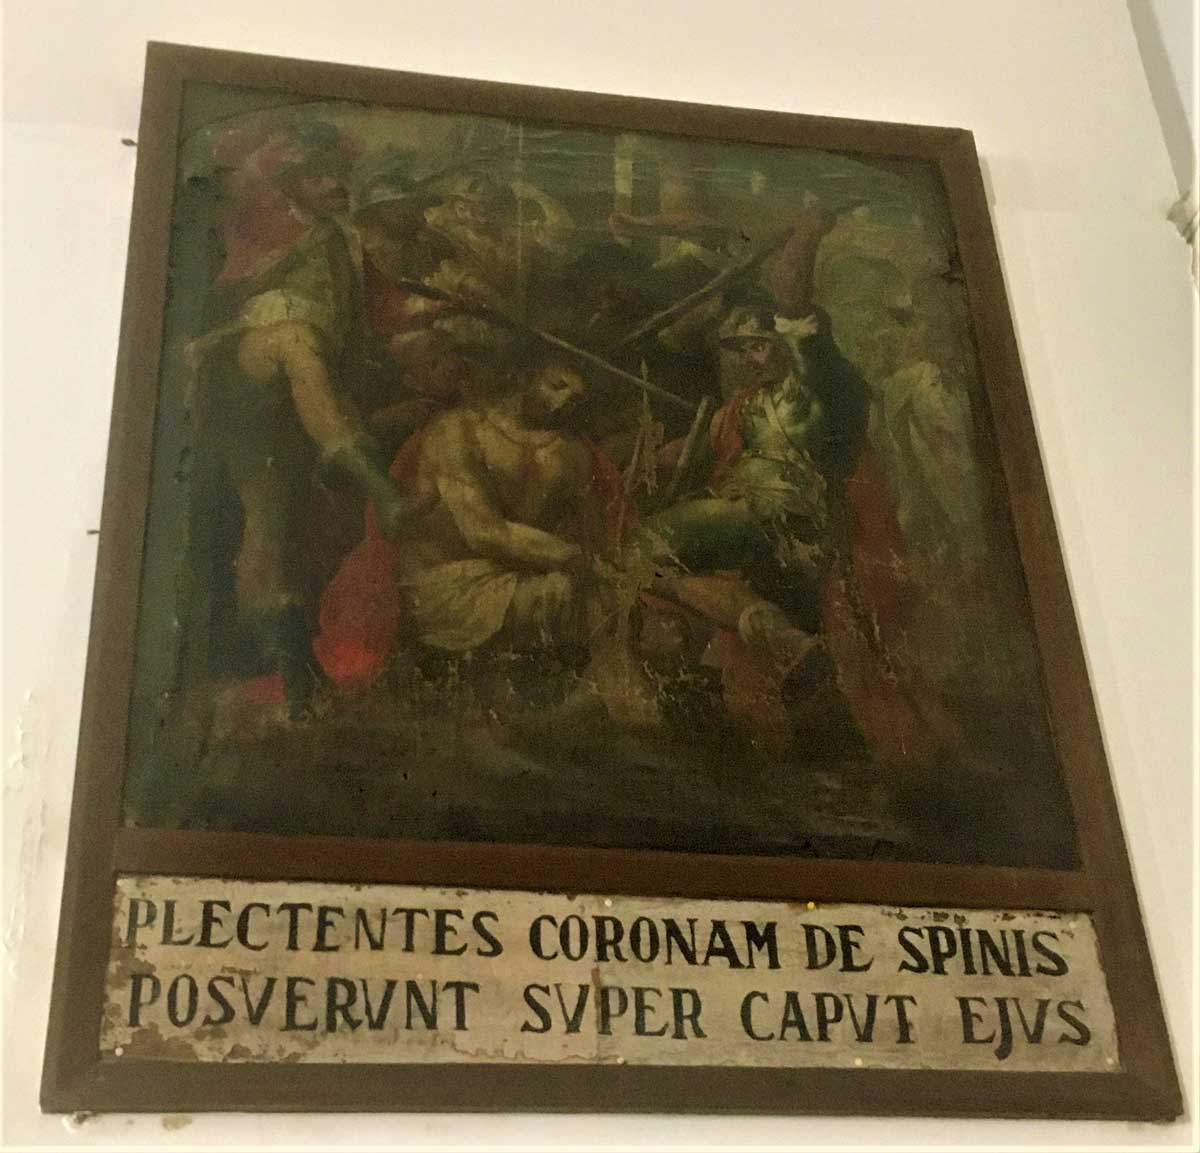 PLECTENTES CORONAM DE SPINIS
POSVERVNT SVPER CAPVT EJVS